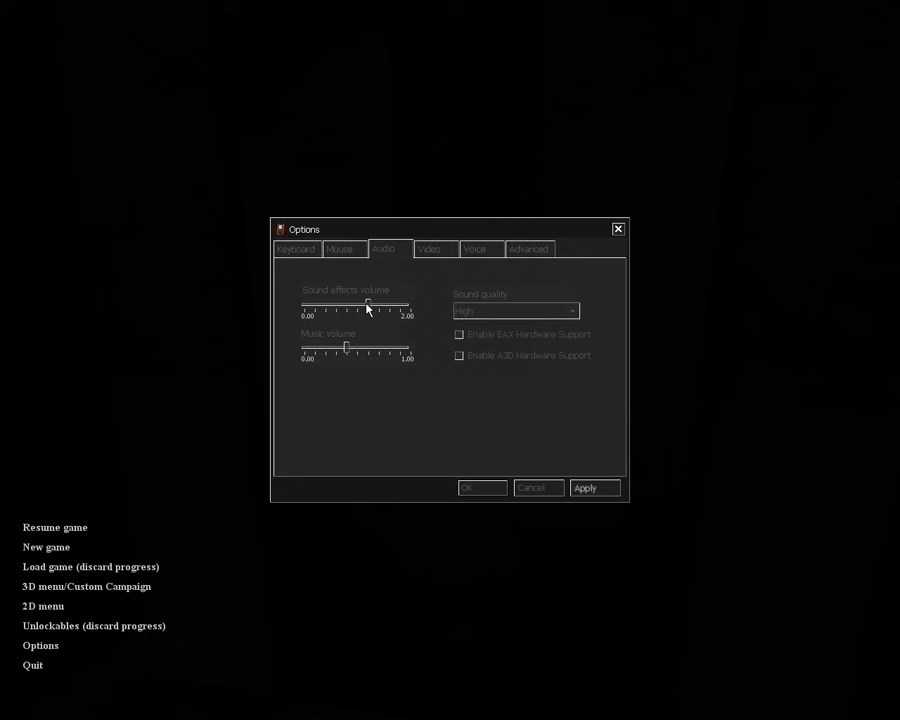 Options
Keyboard Mouse Audio Video Voice Advanced
Sound effects volume
0.00 2.00
Music volume
0.00 1.00
Sound quality
High
Enable EAX Hardware Support
Enable A3D Hardware Support
OK Cancel Apply
Resume game
New game
Load game (discard progress)
3D menu/Custom Campaign
2D menu
Unlockables (discard progress)
Options
Quit